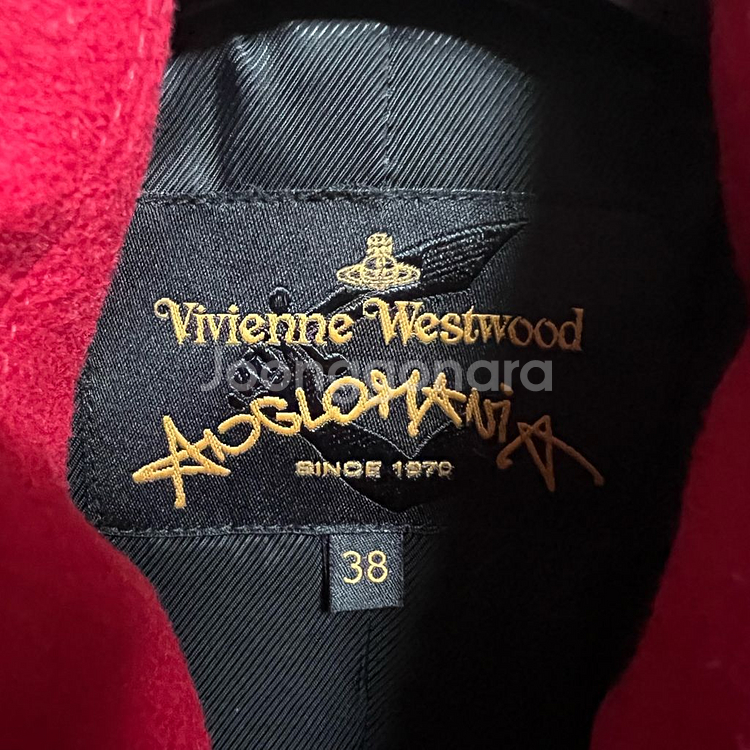 Vivienne Westwood
Joonggonara
ANGLOMANIA
SINCE 1970
38